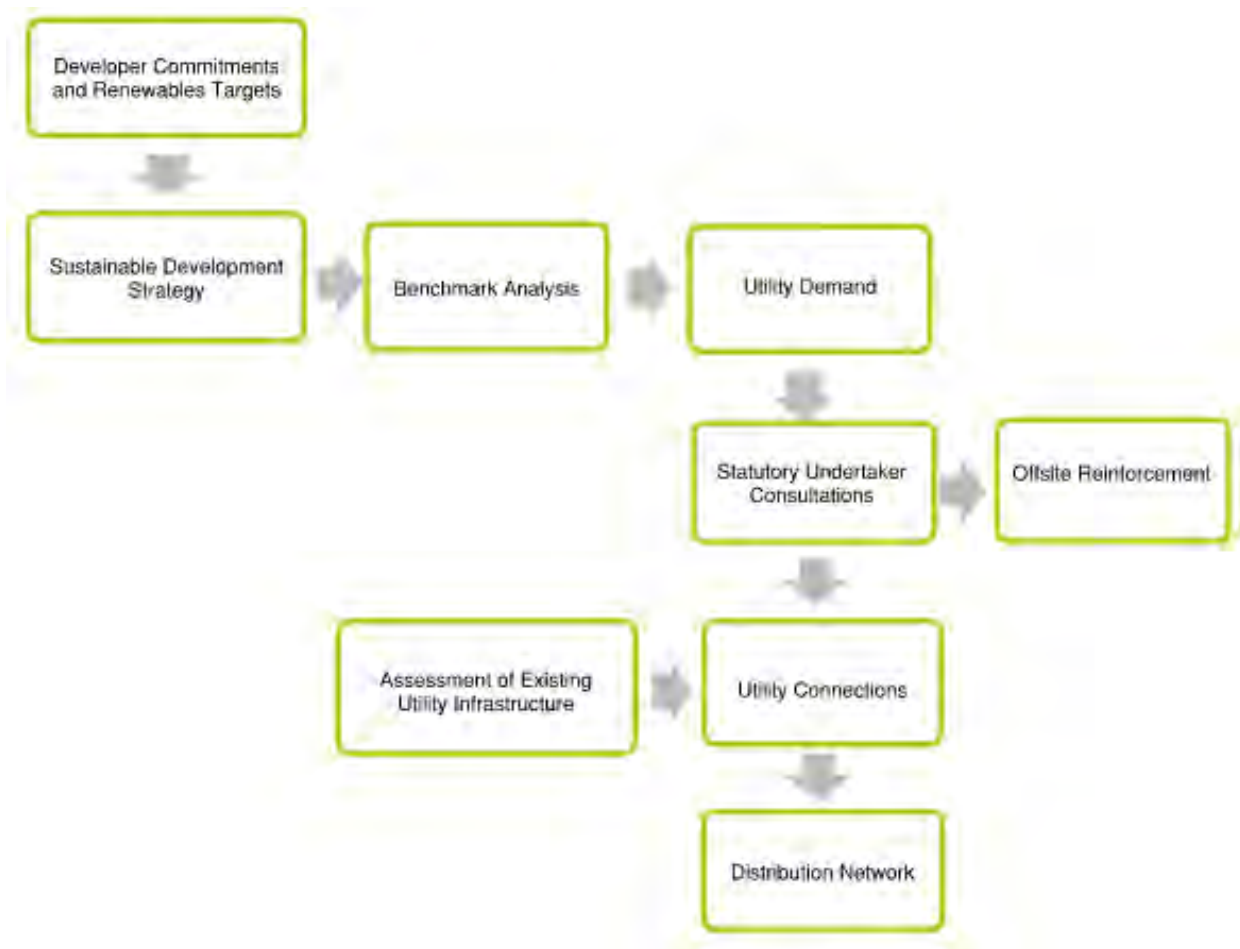 Developer Commitments
and Renewables Targets
Sustainable Development
Strategy
Benchmark Analysis
Utility Demand
Statutory Undertaker
Consultations
Offsite Reinforcement
Assessment of Existing
Utility Infrastructure
Utility Connections
Distribution Network